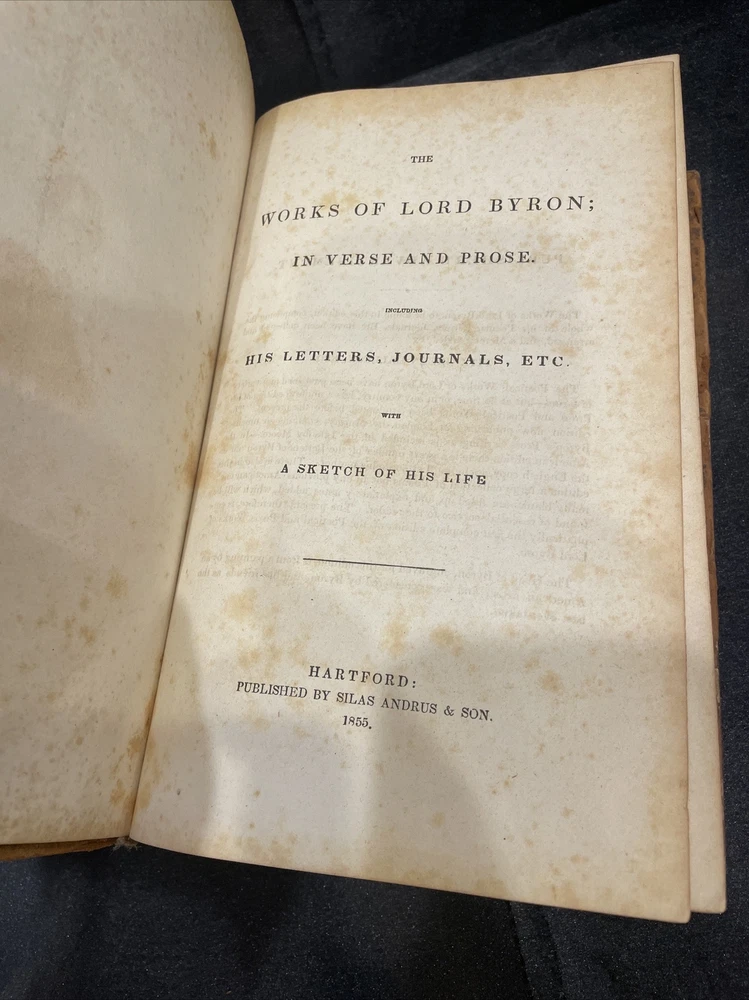 THE
WORKS OF LORD BYRON;
IN VERSE AND PROSE.
INCLUDING
HIS LETTERS, JOURNALS, ETC.
WITH
A SKETCH OF HIS LIFE
HARTFORD:
PUBLISHED BY SILAS ANDRUS & SON.
1855.